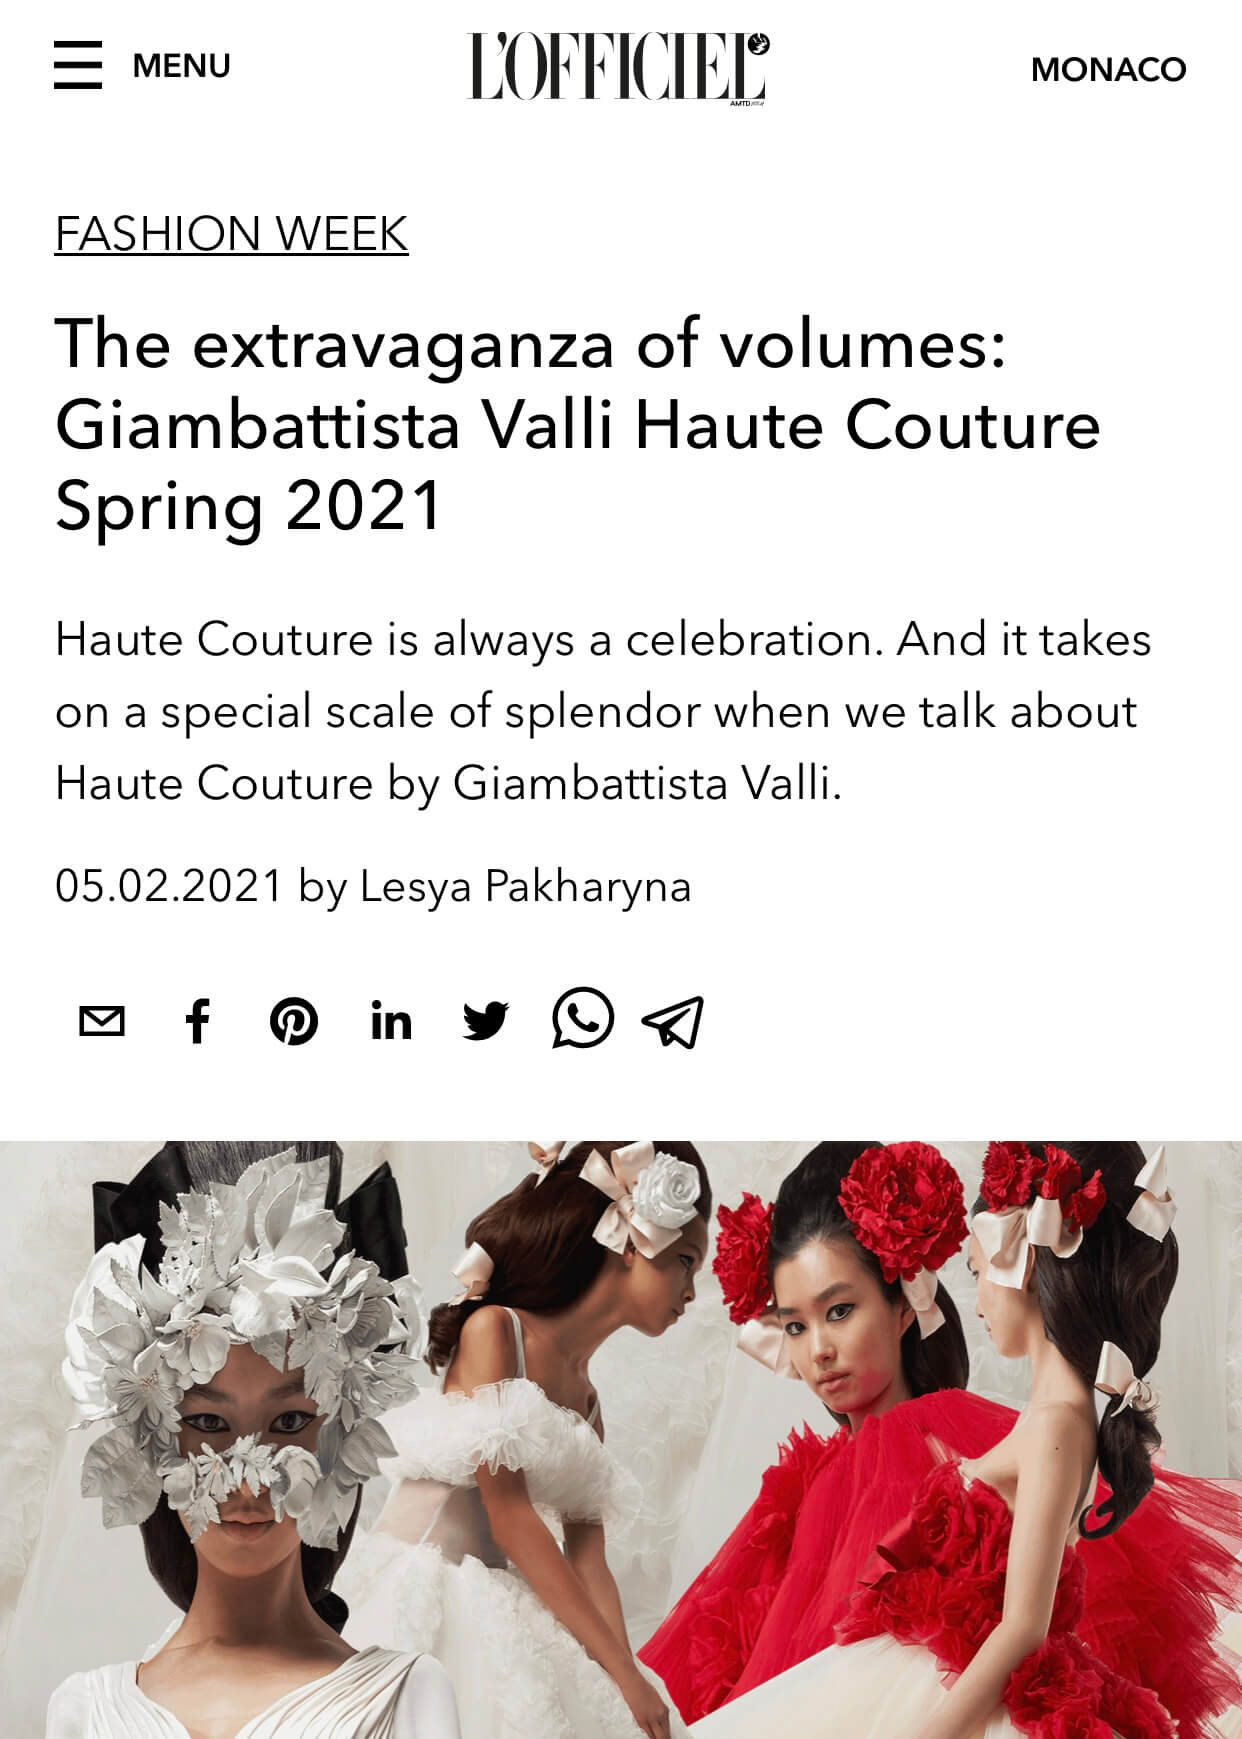 MENU
L'OFFICIEL
AMTD
MONACO
FASHION WEEK
The extravaganza of volumes:
Giambattista Valli Haute Couture
Spring 2021
Haute Couture is always a celebration. And it takes
on a special scale of splendor when we talk about
Haute Couture by Giambattista Valli.
05.02.2021 by Lesya Pakharyna